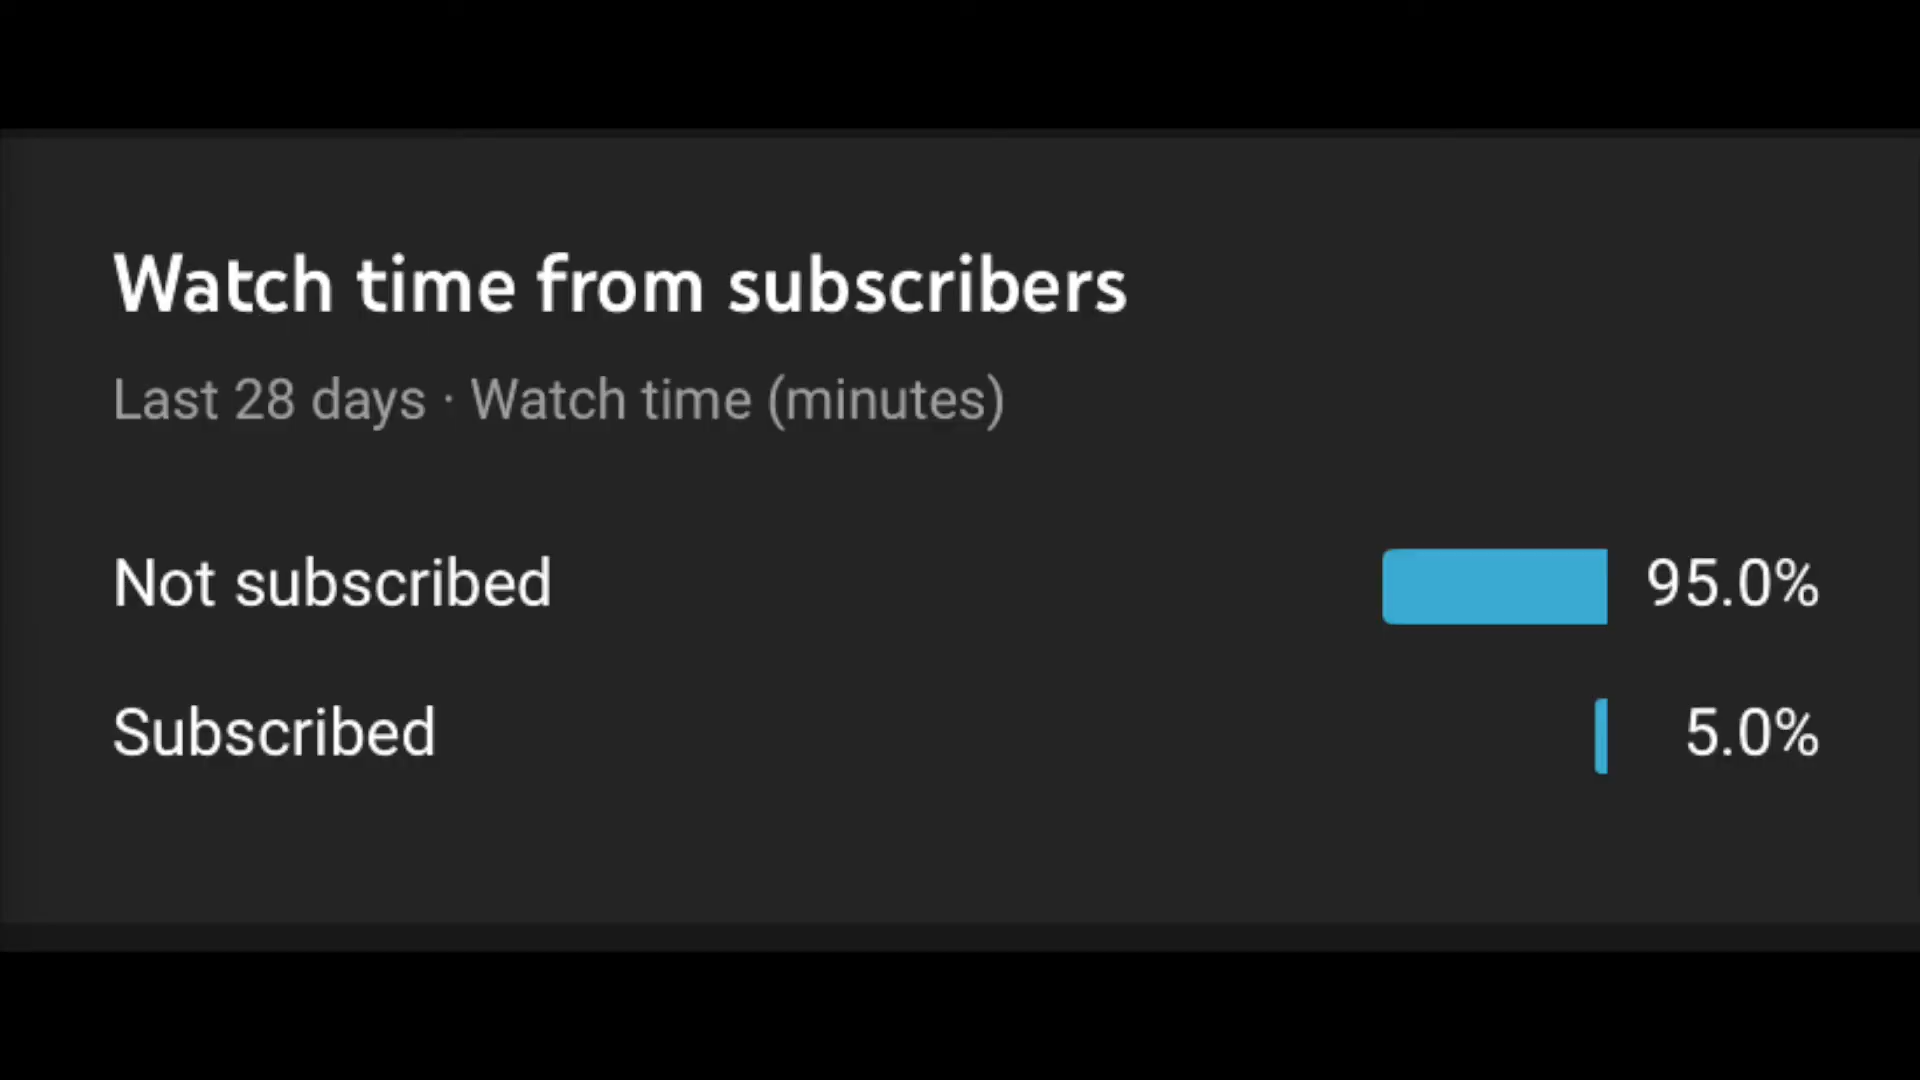 Watch time from subscribers
Last 28 days · Watch time (minutes)
Not subscribed 95.0%
Subscribed 5.0%